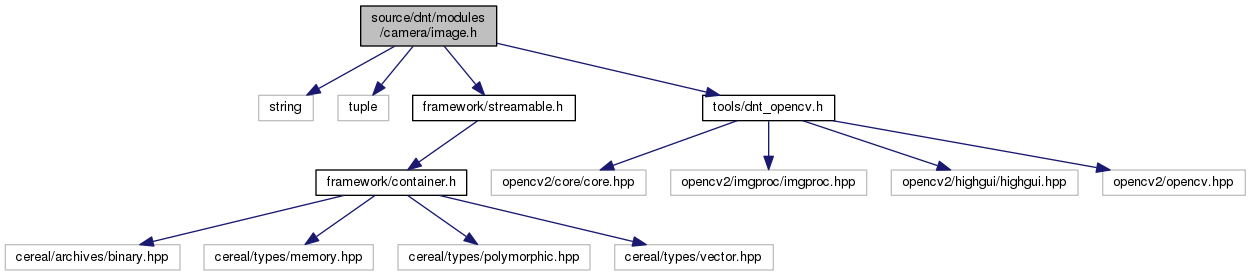 source/dnt/modules
/camera/image.h
string
tuple
framework/streamable.h
tools/dnt_opencv.h
framework/container.h
opencv2/core/core.hpp
opencv2/imgproc/imgproc.hpp
opencv2/highgui/highgui.hpp
opencv2/opencv.hpp
cereal/archives/binary.hpp
cereal/types/memory.hpp
cereal/types/polymorphic.hpp
cereal/types/vector.hpp